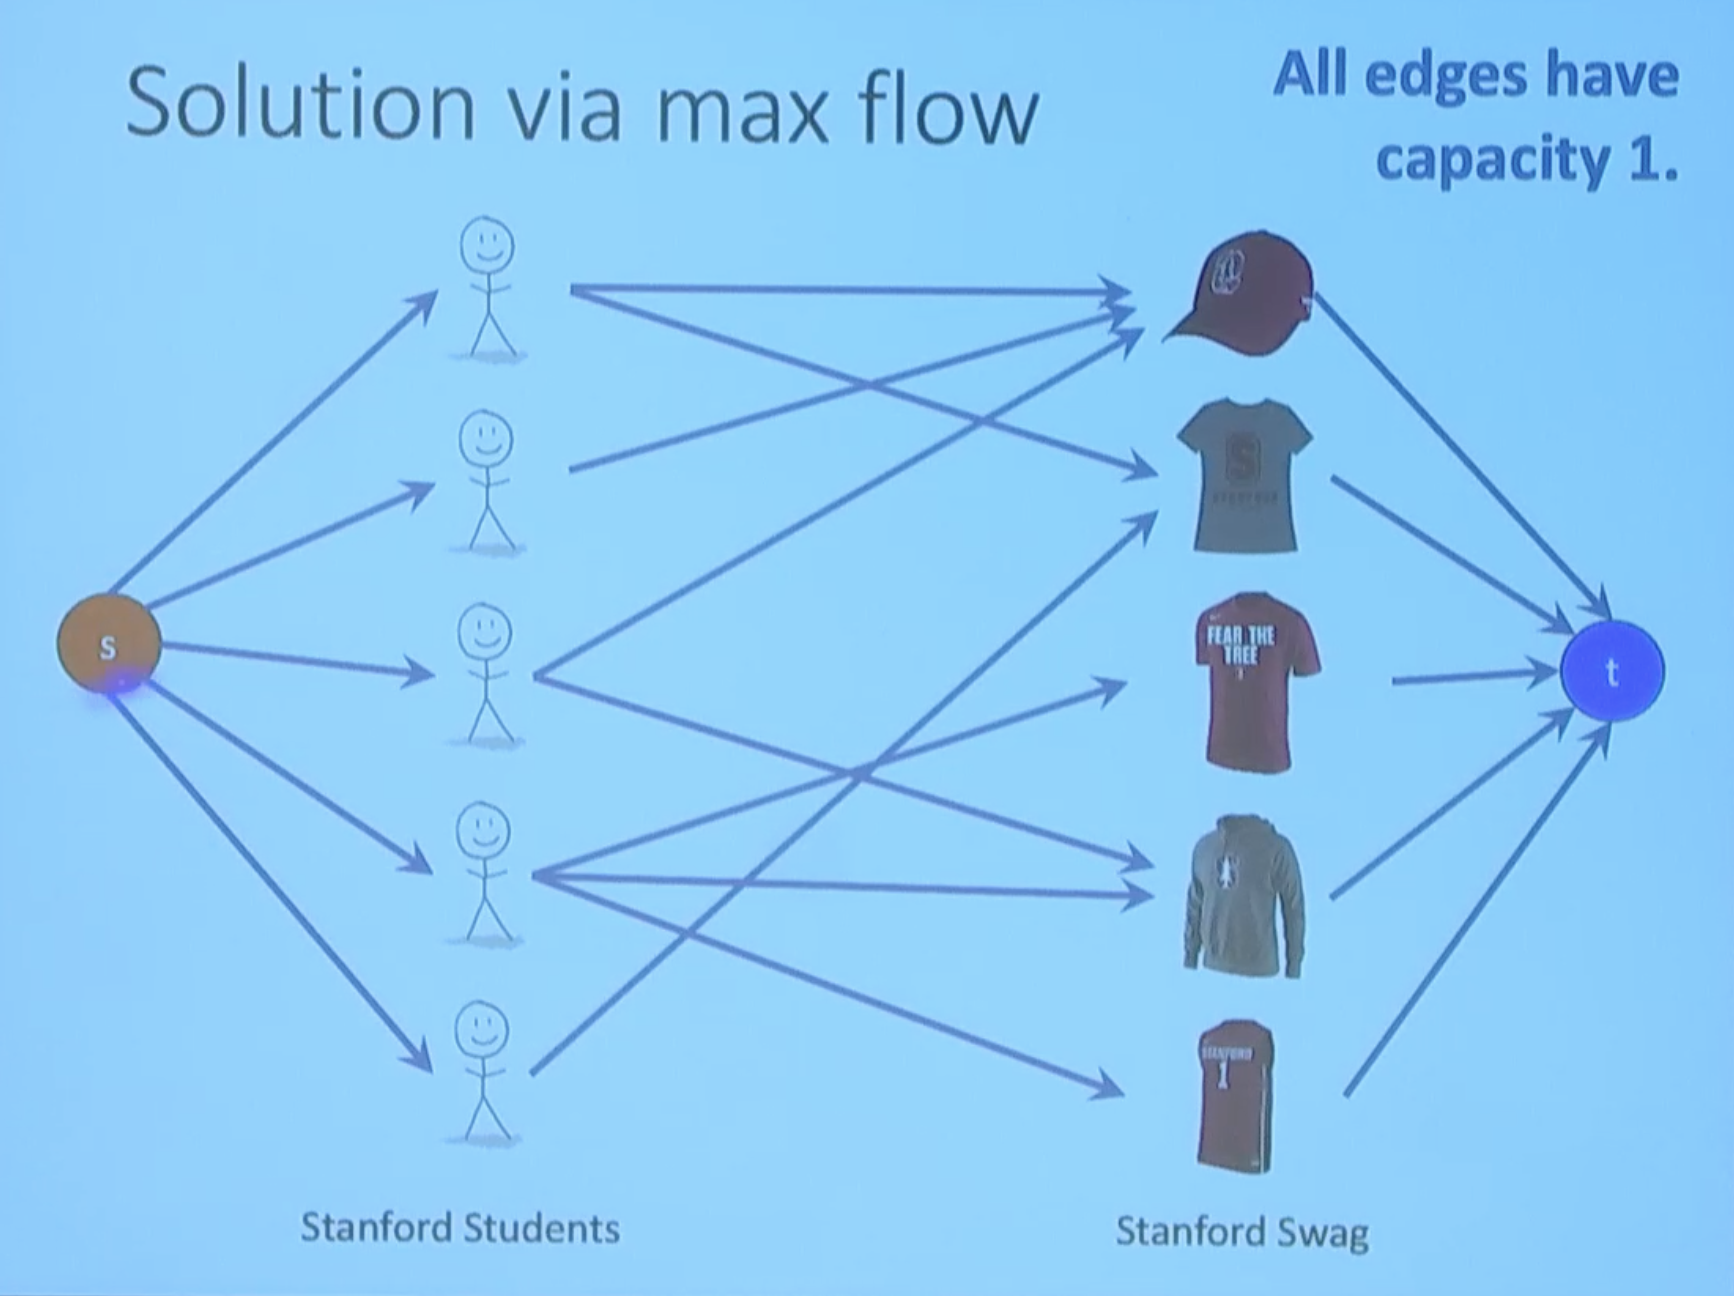 Solution via max flow
All edges have
capacity 1.
s
S
FEAR THE
TREE
t
STANFORD
1
Stanford Students
Stanford Swag